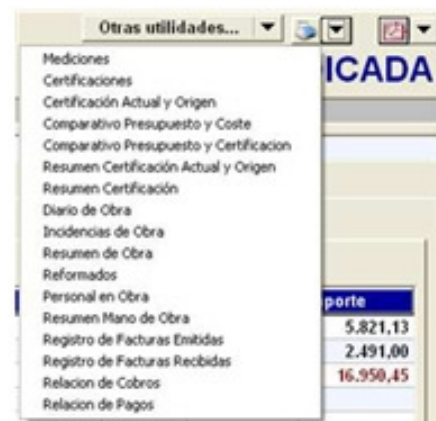 Otras utilidades...
ICADA
Mediciones
Certificaciones
Certificación Actual y Origen
Comparativo Presupuesto y Coste
Comparativo Presupuesto y Certificacion
Resumen Certificación Actual y Origen
Resumen Certificación
Diario de Obra
Incidencias de Obra
Resumen de Obra
Reformados
Personal en Obra
Resumen Mano de Obra
Registro de Facturas Emitidas
Registro de Facturas Recibidas
Relacion de Cobros
Relacion de Pagos
porte
5.821,13
2.491,00
16.950,45